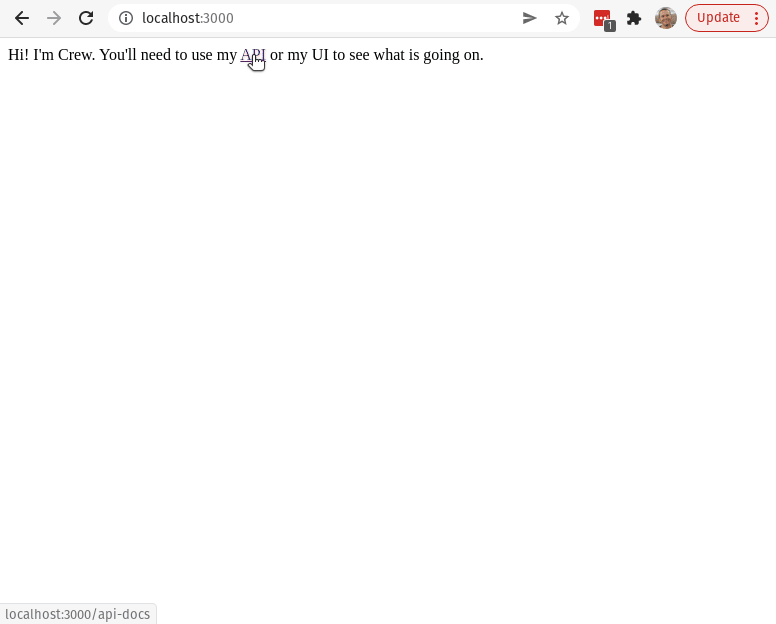 localhost:3000
1
Update
Hi! I'm Crew. You'll need to use my API or my UI to see what is going on.
localhost:3000/api-docs